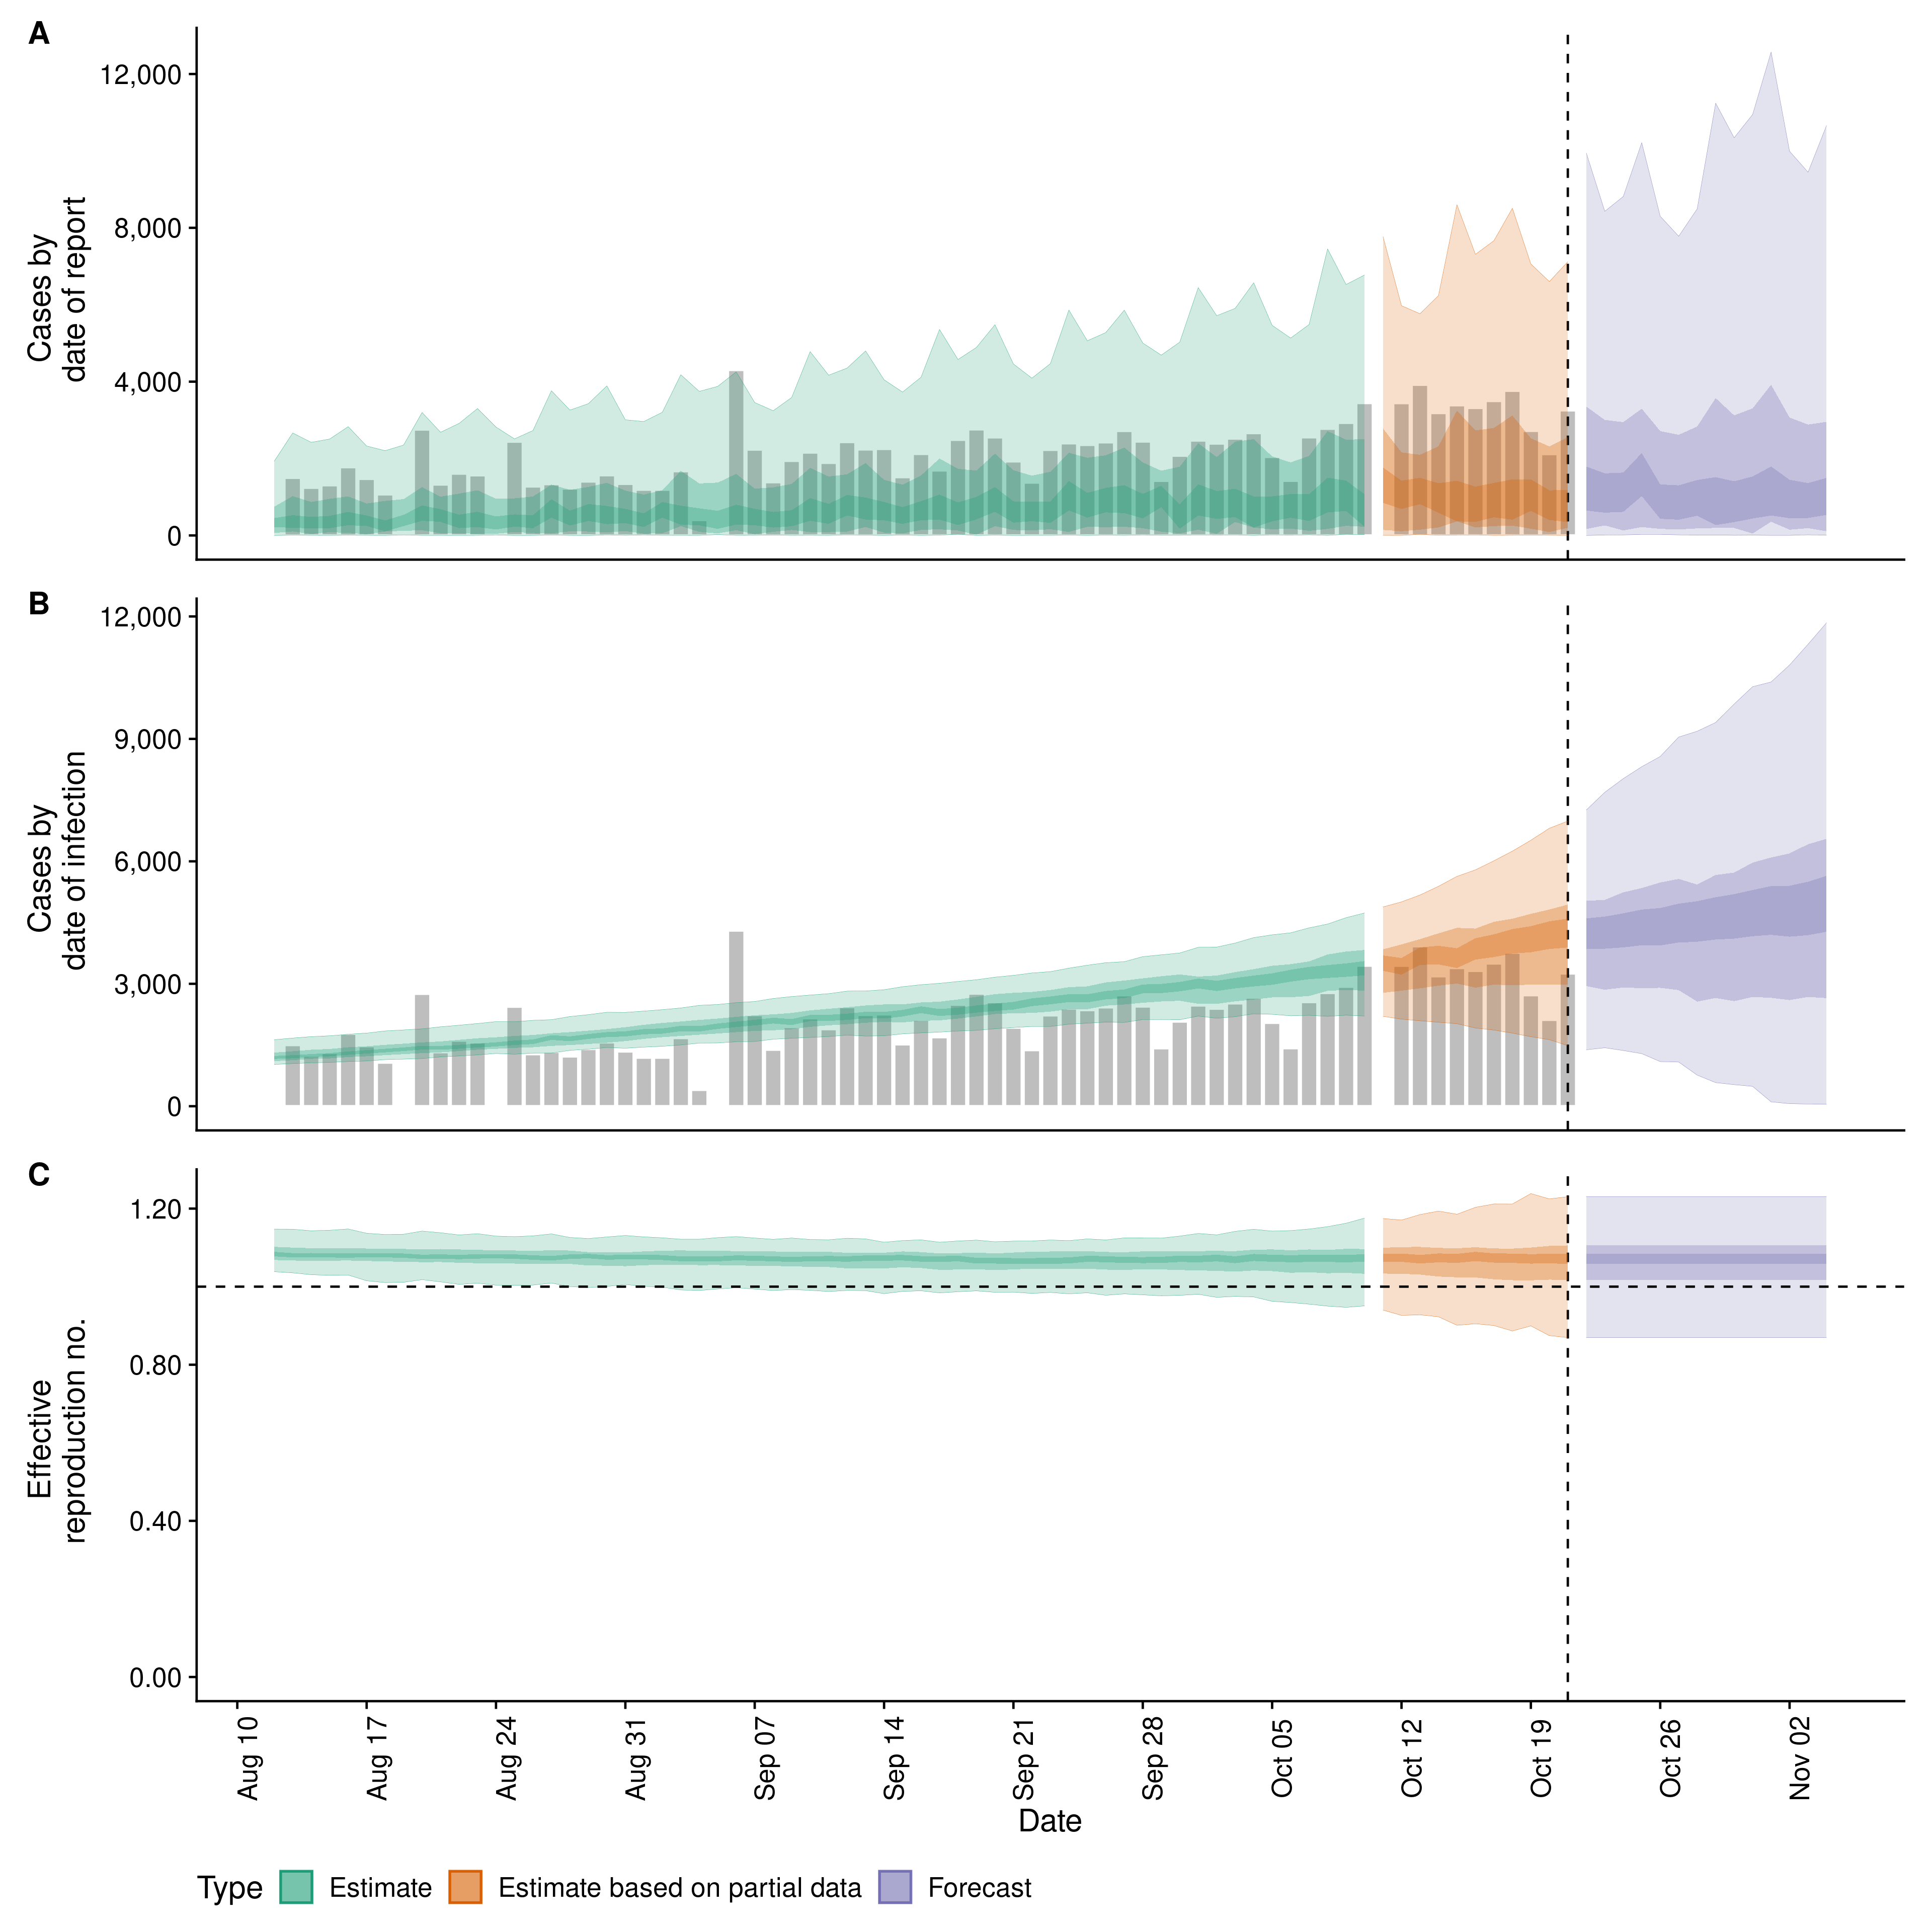 A
12,000
8,000
4,000
0
Cases by
date of report
B
12,000
9,000
6,000
3,000
0
Cases by
date of infection
C
1.20
0.80
0.40
0.00
Effective
reproduction no.
Aug 10
Aug 17
Aug 24
Aug 31
Sep 07
Sep 14
Sep 21
Sep 28
Oct 05
Oct 12
Oct 19
Oct 26
Nov 02
Date
Type Estimate Estimate based on partial data Forecast